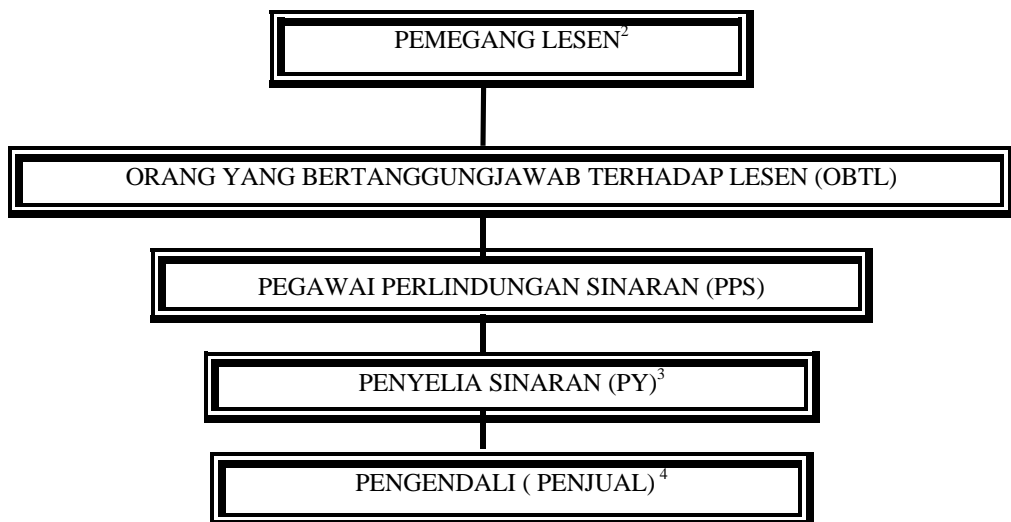 PEMEGANG LESEN²
ORANG YANG BERTANGGUNGJAWAB TERHADAP LESEN (OBTL)
PEGAWAI PERLINDUNGAN SINARAN (PPS)
PENYELIA SINARAN (PY)³
PENGENDALI ( PENJUAL) ⁴